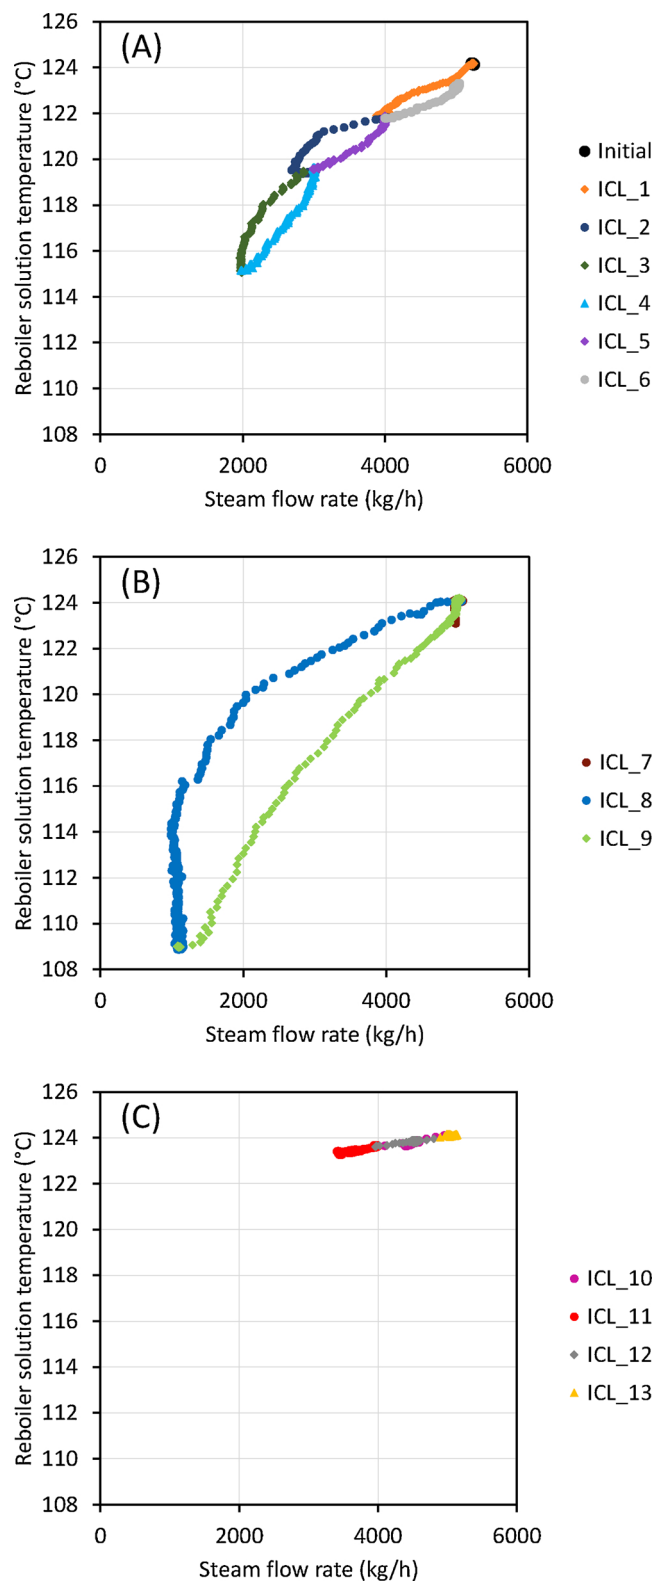 (A)
Reboiler solution temperature (°C)
126
124
122
120
118
116
114
112
110
108
0
2000
4000
6000
Steam flow rate (kg/h)
Initial
ICL_1
ICL_2
ICL_3
ICL_4
ICL_5
ICL_6
(B)
Reboiler solution temperature (°C)
126
124
122
120
118
116
114
112
110
108
0
2000
4000
6000
Steam flow rate (kg/h)
ICL_7
ICL_8
ICL_9
(C)
Reboiler solution temperature (°C)
126
124
122
120
118
116
114
112
110
108
0
2000
4000
6000
Steam flow rate (kg/h)
ICL_10
ICL_11
ICL_12
ICL_13